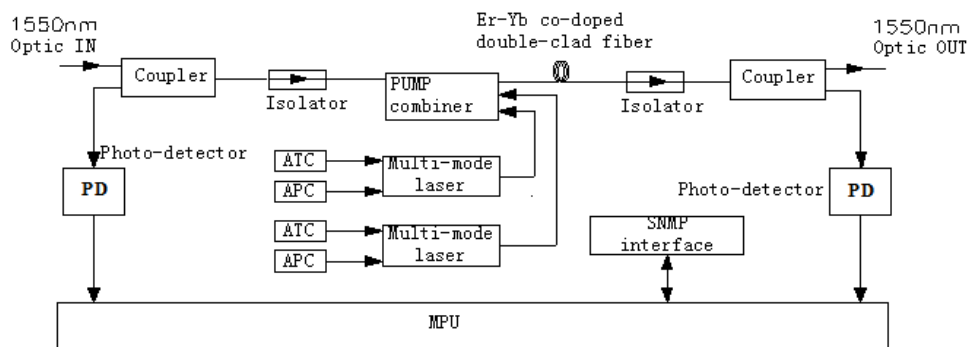 1550nm
Optic IN
Er-Yb co-doped
double-clad fiber
1550nm
Optic OUT
Coupler
Isolator
PUMP
combiner
Isolator
Coupler
Photo-detector
PD
ATC
APC
Multi-mode
laser
ATC
APC
Multi-mode
laser
SNMP
interface
Photo-detector
PD
MPU